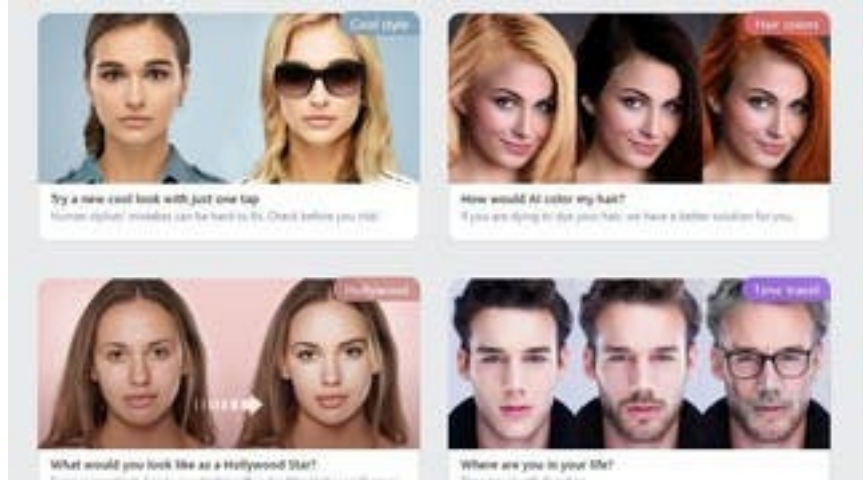 Cool style
Hair colors
Try a new cool look with just one tap
Human stylists' mistakes can be hard to fix. Check before you risk!
How would AI color my hair?
If you are dying to dye your hair, we have a better solution for you.
Hollywood
Time travel
What would you look like as a Hollywood Star?
Where are you in your life?